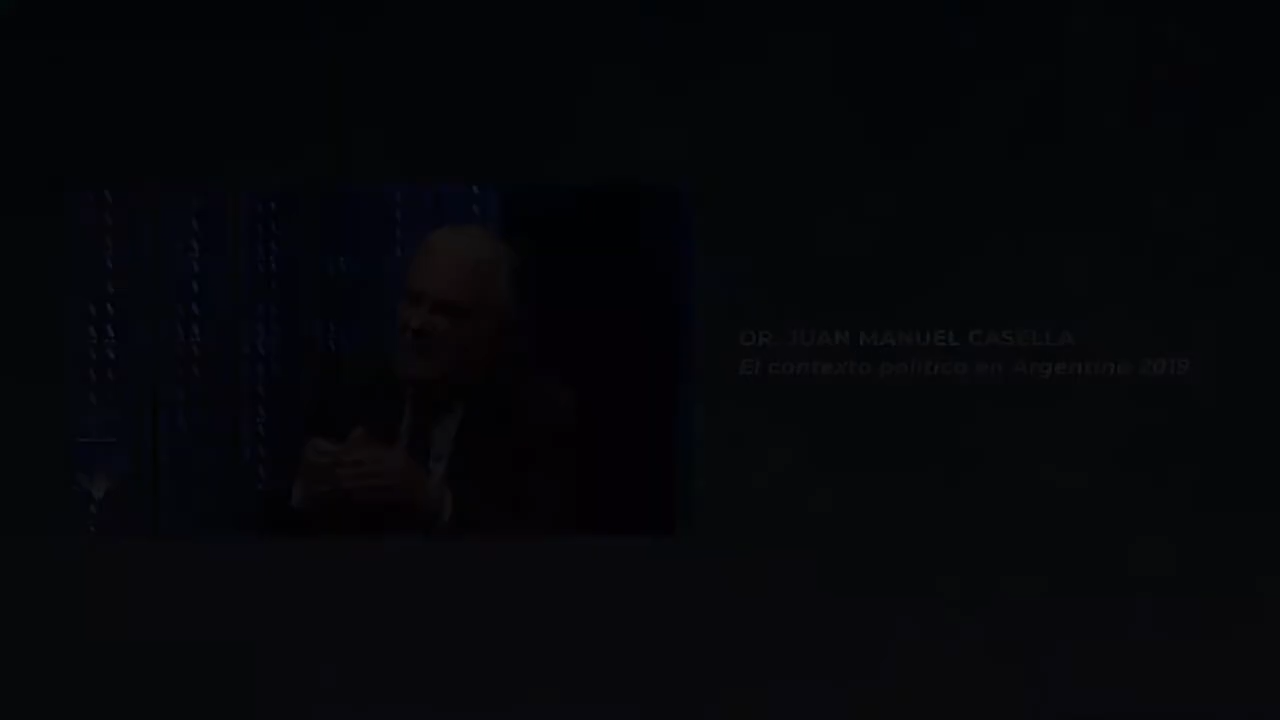 DR. JUAN MANUEL CASELLA
El contexto político en Argentina 2019